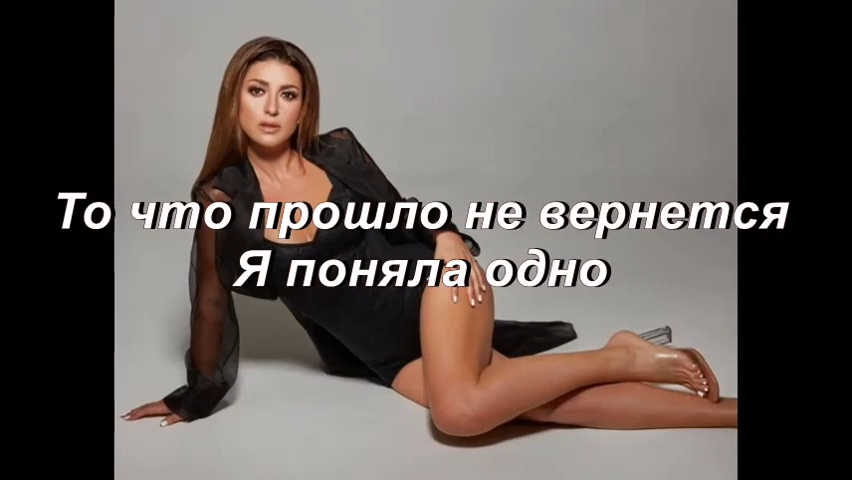 То что прошло не вернется
Я поняла одно